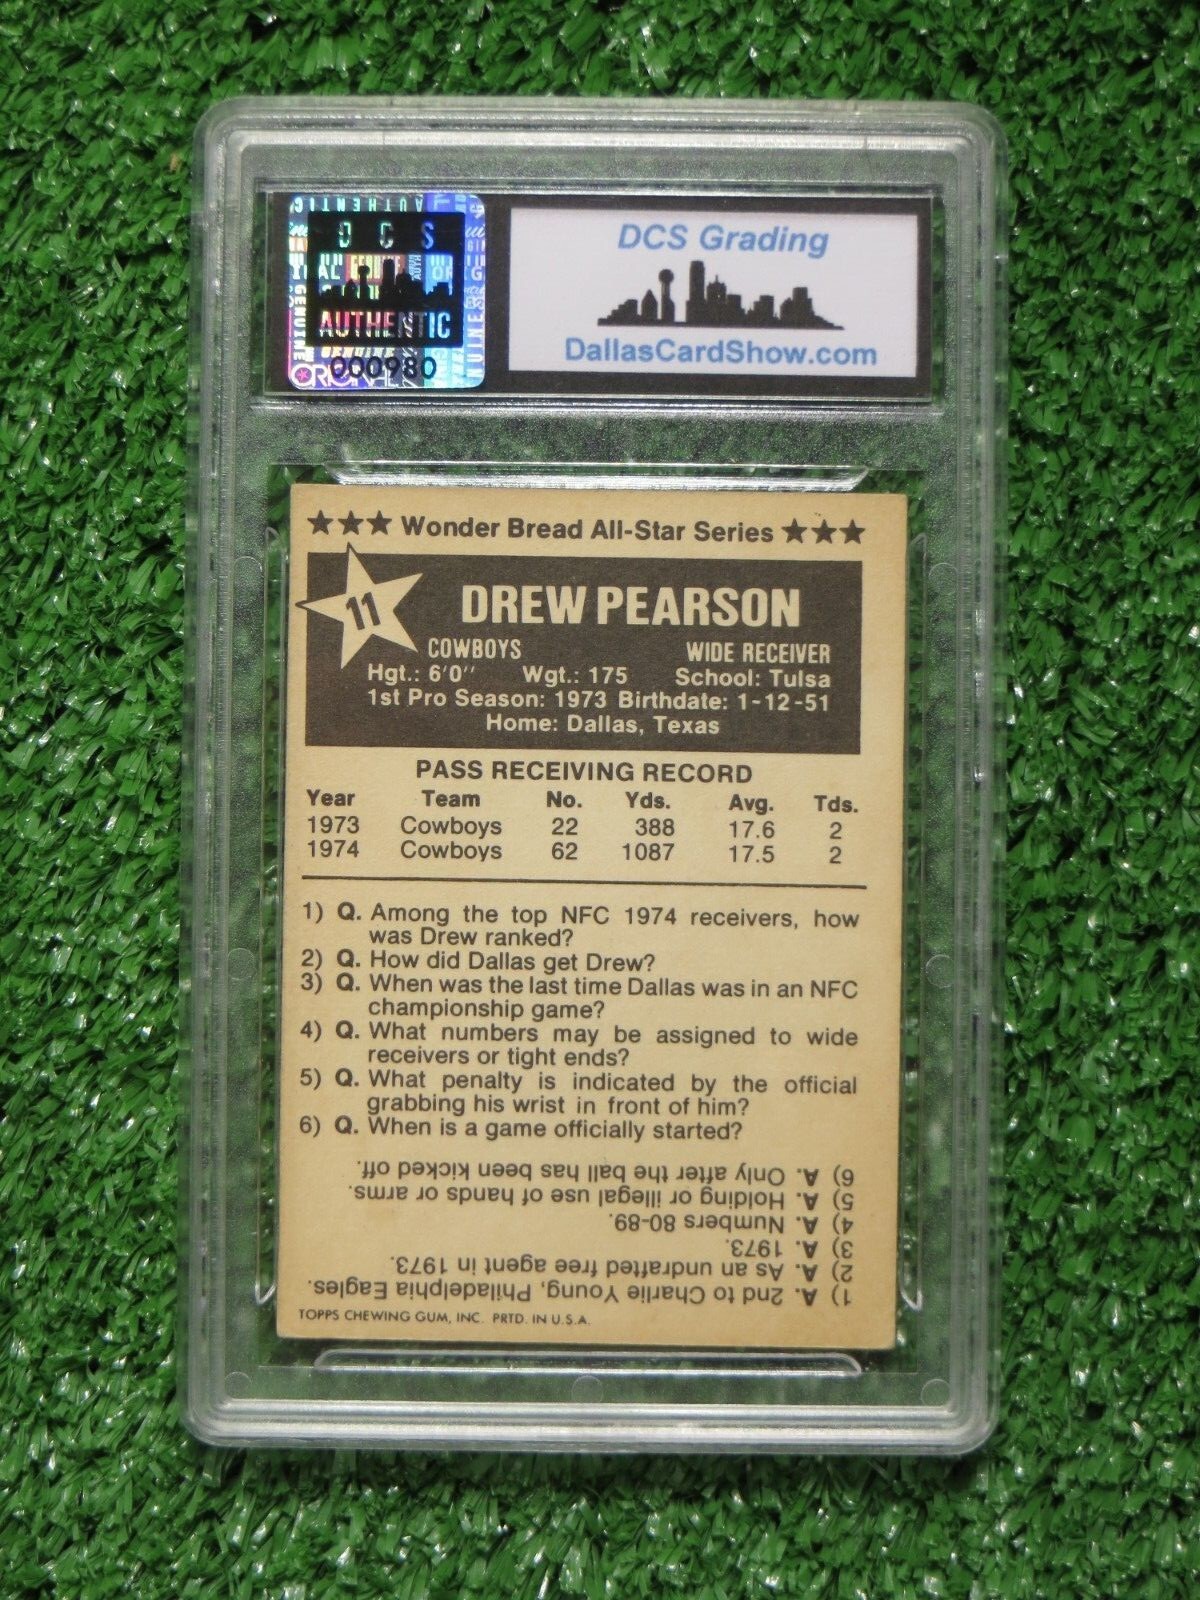 D C S
AUTHENTIC
000980
DCS Grading
DallasCardShow.com
★★★ Wonder Bread All-Star Series ★★★
11
DREW PEARSON
COWBOYS WIDE RECEIVER
Hgt.: 6'0'' Wgt.: 175 School: Tulsa
1st Pro Season: 1973 Birthdate: 1-12-51
Home: Dallas, Texas
PASS RECEIVING RECORD
Year Team No. Yds. Avg. Tds.
1973 Cowboys 22 388 17.6 2
1974 Cowboys 62 1087 17.5 2
1) Q. Among the top NFC 1974 receivers, how
was Drew ranked?
2) Q. How did Dallas get Drew?
3) Q. When was the last time Dallas was in an NFC
championship game?
4) Q. What numbers may be assigned to wide
receivers or tight ends?
5) Q. What penalty is indicated by the official
grabbing his wrist in front of him?
6) Q. When is a game officially started?
1) A. 2nd to Charlie Young, Philadelphia Eagles.
2) A. As an undrafted free agent in 1973.
3) A. 1973.
4) A. Numbers 80-89.
5) A. Holding or illegal use of hands or arms.
6) A. Only after the ball has been kicked off.
TOPPS CHEWING GUM, INC. PRTD. IN U.S.A.